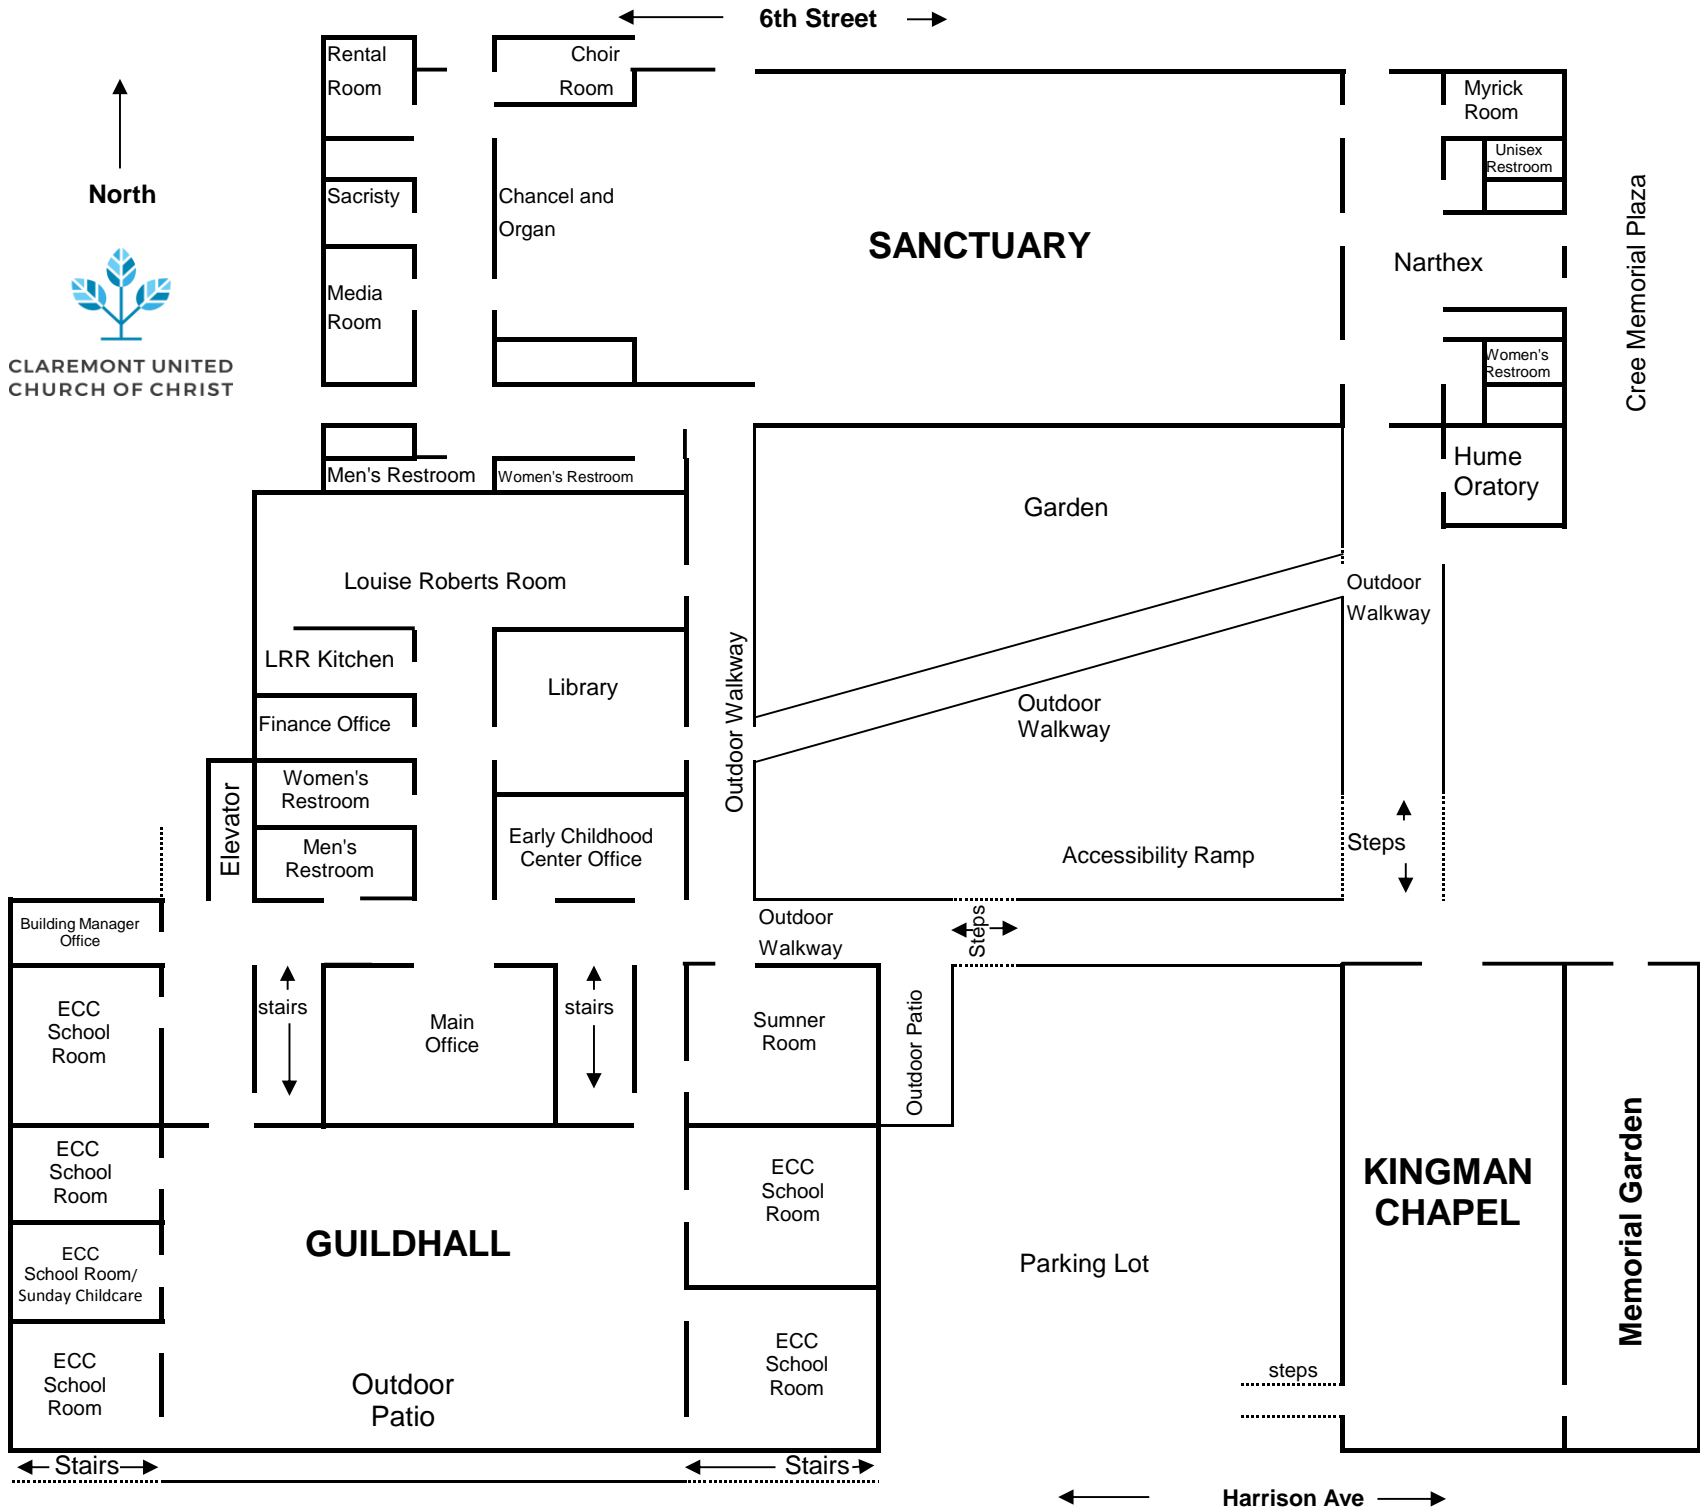 6th Street
Rental
Room
Choir
Room
Myrick
Room
Unisex
Restroom
North
Sacristy
Chancel and
Organ
SANCTUARY
Narthex
Cree Memorial Plaza
Media
Room
CLAREMONT UNITED
CHURCH OF CHRIST
Women's
Restroom
Men's Restroom
Women's Restroom
Hume
Oratory
Garden
Louise Roberts Room
Outdoor
Walkway
LRR Kitchen
Library
Outdoor Walkway
Outdoor
Walkway
Finance Office
Women's
Restroom
Elevator
Men's
Restroom
Early Childhood
Center Office
Accessibility Ramp
Steps
Building Manager
Office
Outdoor
Walkway
Steps
ECC
School
Room
stairs
Main
Office
stairs
Sumner
Room
Outdoor Patio
ECC
School
Room
ECC
School
Room
KINGMAN
CHAPEL
Memorial Garden
GUILDHALL
Parking Lot
ECC
School Room/
Sunday Childcare
ECC
School
Room
Outdoor
Patio
ECC
School
Room
steps
Stairs
Stairs
Harrison Ave